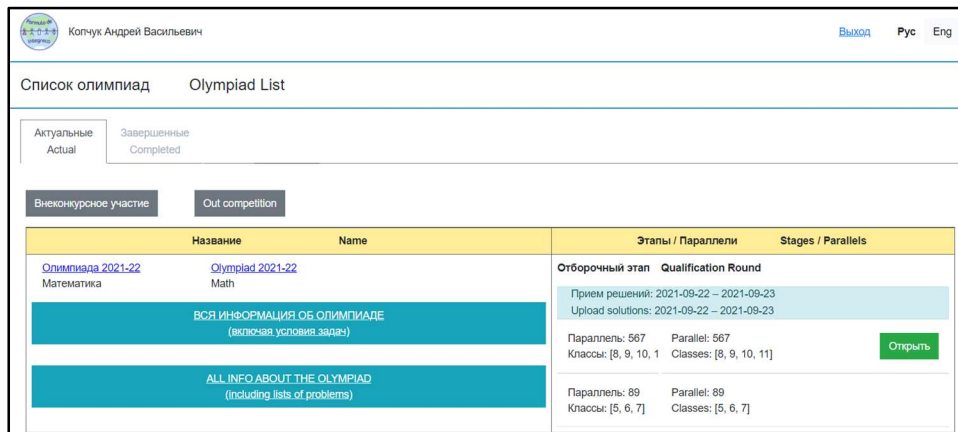 Formula de Integreco
Копчук Андрей Васильевич
Выход Рус Eng
Список олимпиад Olympiad List
Актуальные Завершенные
Actual Completed
Внеконкурсное участие Out competition
Название Name Этапы / Параллели Stages / Parallels
Олимпиада 2021-22 Olympiad 2021-22
Математика Math
ВСЯ ИНФОРМАЦИЯ ОБ ОЛИМПИАДЕ
(включая условия задач)
ALL INFO ABOUT THE OLYMPIAD
(including lists of problems)
Отборочный этап Qualification Round
Прием решений: 2021-09-22 – 2021-09-23
Upload solutions: 2021-09-22 – 2021-09-23
Параллель: 567 Parallel: 567
Классы: [8, 9, 10, 1 Classes: [8, 9, 10, 11]
Открыть
Параллель: 89 Parallel: 89
Классы: [5, 6, 7] Classes: [5, 6, 7]